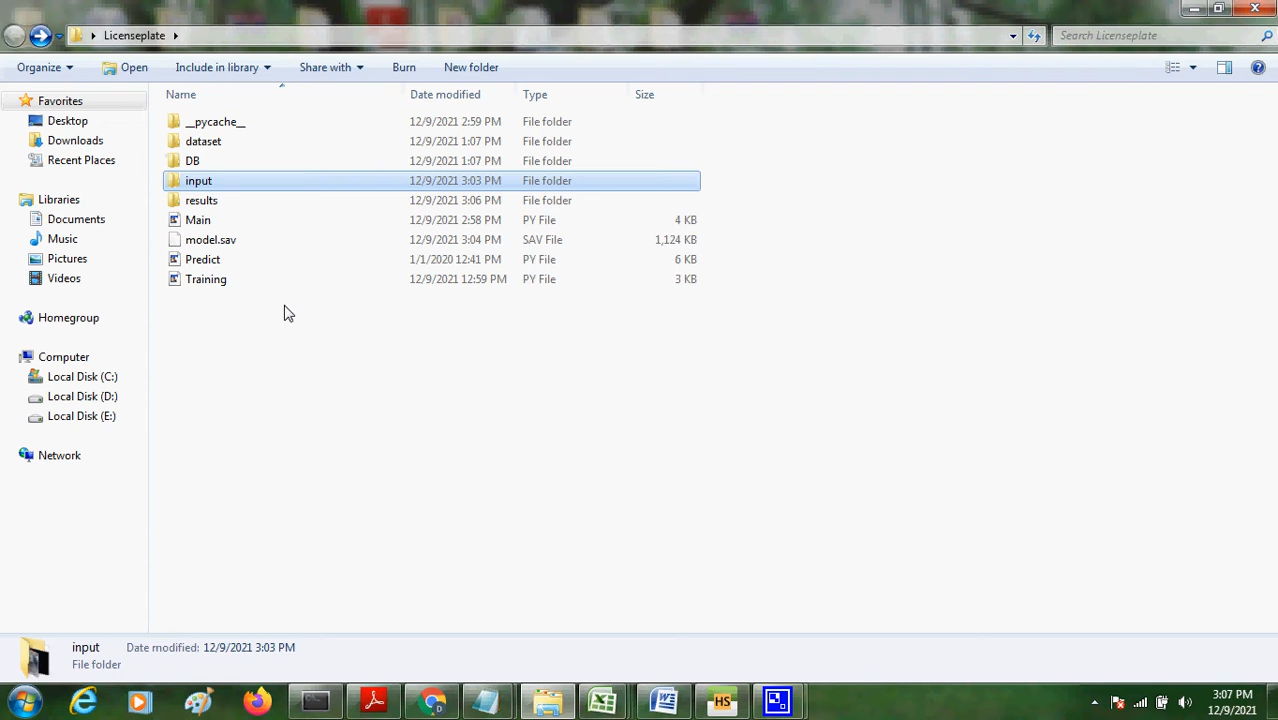 Licenseplate
Search Licenseplate
Organize Open Include in library Share with Burn New folder
Name Date modified Type Size
Favorites
Desktop
Downloads
Recent Places
Libraries
Documents
Music
Pictures
Videos
Homegroup
Computer
Local Disk (C:)
Local Disk (D:)
Local Disk (E:)
Network
__pycache__ 12/9/2021 2:59 PM File folder
dataset 12/9/2021 1:07 PM File folder
DB 12/9/2021 1:07 PM File folder
input 12/9/2021 3:03 PM File folder
results 12/9/2021 3:06 PM File folder
Main 12/9/2021 2:58 PM PY File 4 KB
model.sav 12/9/2021 3:04 PM SAV File 1,124 KB
Predict 1/1/2020 12:41 PM PY File 6 KB
Training 12/9/2021 12:59 PM PY File 3 KB
input Date modified: 12/9/2021 3:03 PM
File folder
HS
3:07 PM
12/9/2021